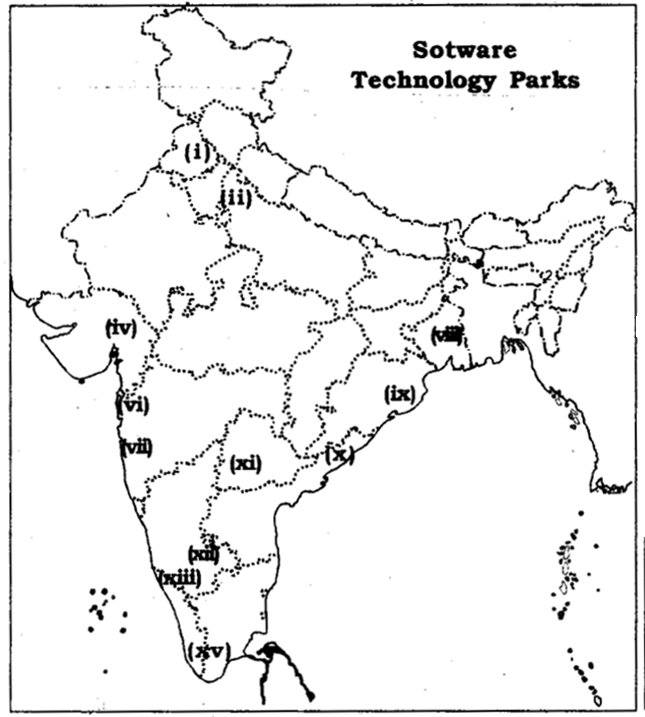 Sotware
Technology Parks
(i)
(ii)
(iv)
(viii)
(vi)
(ix)
(vii)
(xi)
(x)
(xii)
(xiii)
(xv)